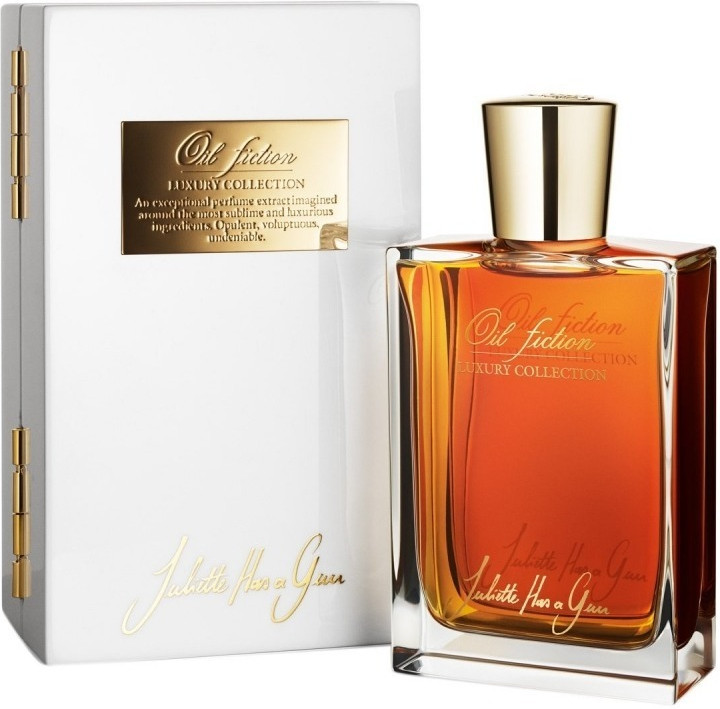 Oil fiction
LUXURY COLLECTION
An exceptional perfume extract imagined
around the most sublime and luxurious
ingredients. Opulent, voluptuous,
undeniable.
Juliette Has a Gun
Oil fiction
LUXURY COLLECTION
Juliette Has a Gun